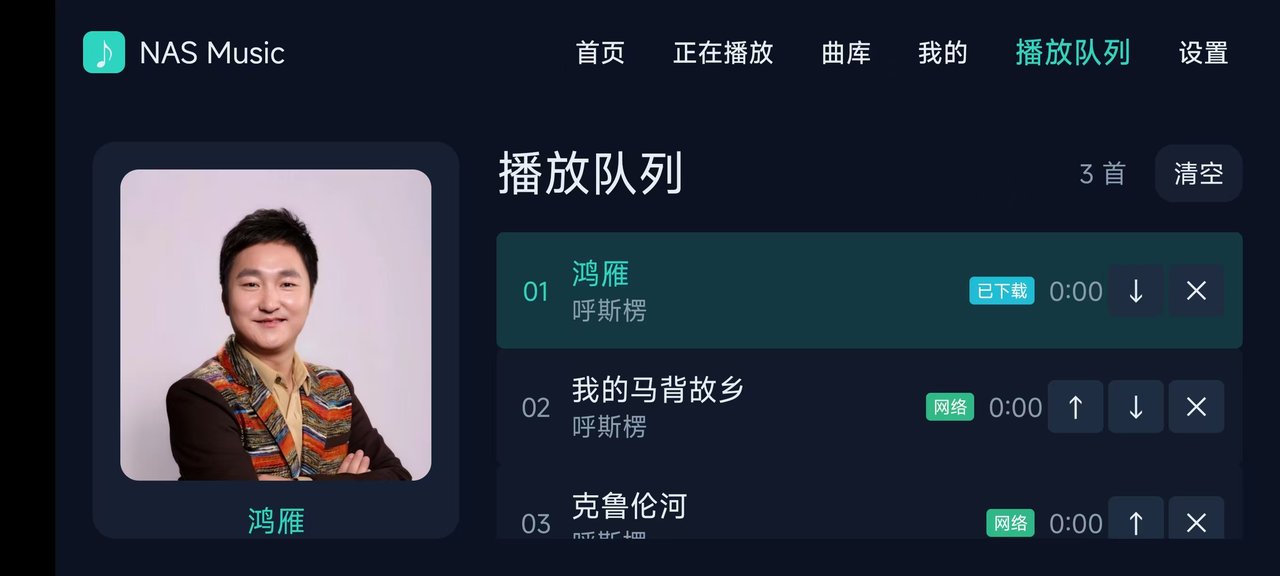 NAS Music
首页 正在播放 曲库 我的 播放队列 设置
鸿雁
播放队列
3 首 清空
01 鸿雁 已下载 0:00 ↓ ×
呼斯楞
02 我的马背故乡 网络 0:00 ↑ ↓ ×
呼斯楞
03 克鲁伦河 网络 0:00 ↑ ×